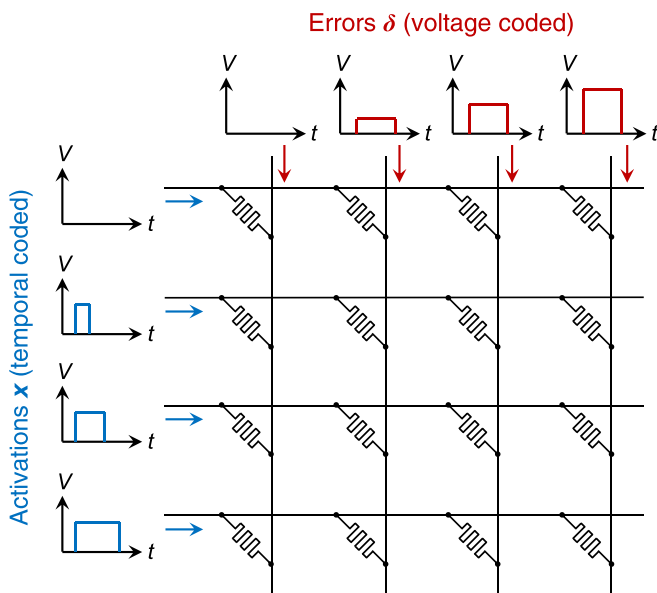 Errors δ (voltage coded)
V
t
V
t
V
t
V
t
Activations x (temporal coded)
V
t
V
t
V
t
V
t